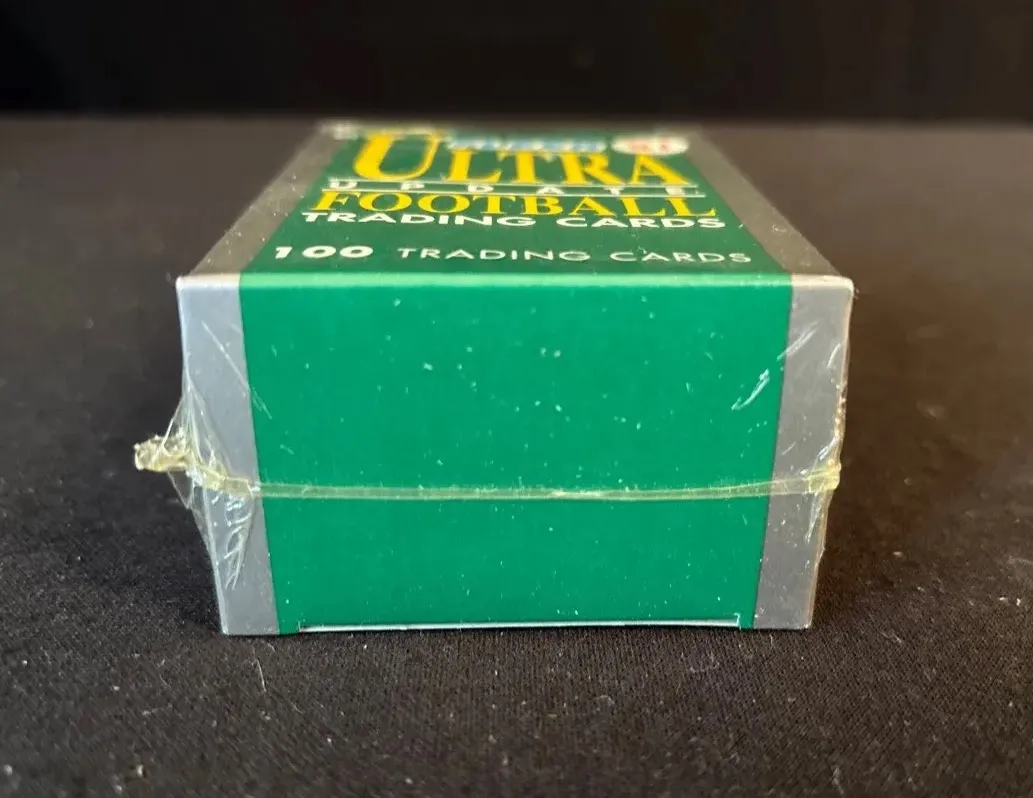 ULTRA
UPDATE
FOOTBALL
TRADING CARDS
100 TRADING CARDS